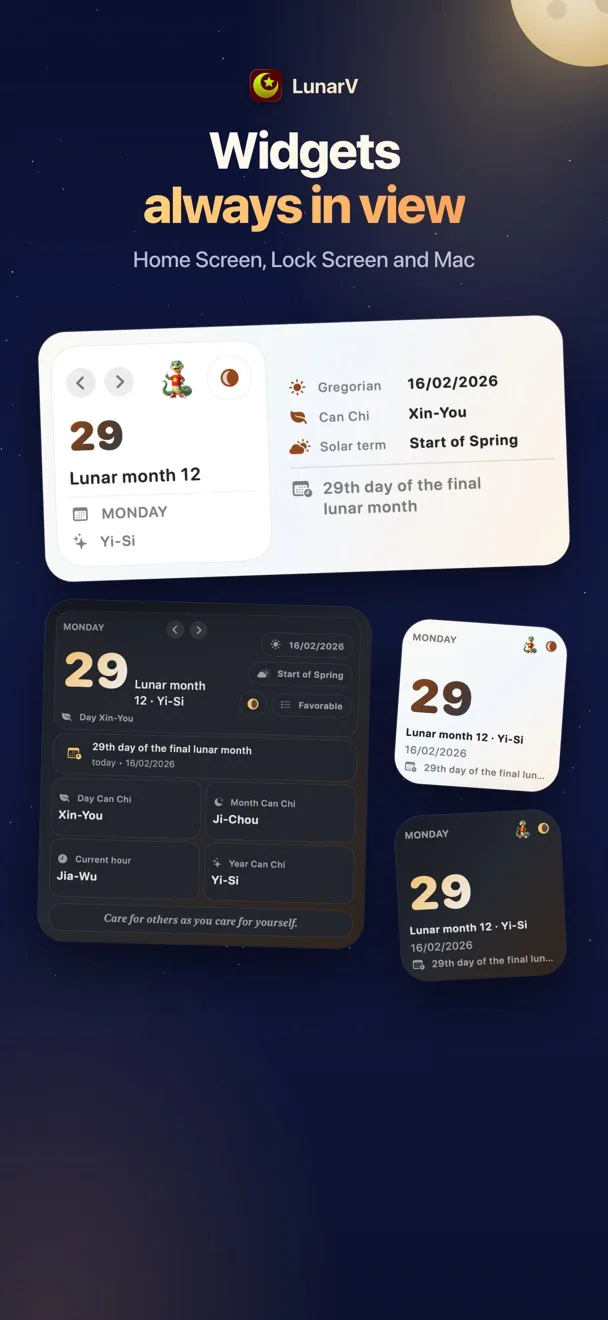 LunarV
Widgets
always in view
Home Screen, Lock Screen and Mac
29
Lunar month 12
MONDAY
Yi-Si
Gregorian 16/02/2026
Can Chi Xin-You
Solar term Start of Spring
29th day of the final
lunar month
MONDAY
29
Lunar month
12 · Yi-Si
Day Xin-You
16/02/2026
Start of Spring
Favorable
29th day of the final lunar month
today • 16/02/2026
Day Can Chi
Xin-You
Month Can Chi
Ji-Chou
Current hour
Jia-Wu
Year Can Chi
Yi-Si
Care for others as you care for yourself.
MONDAY
29
Lunar month 12 · Yi-Si
16/02/2026
29th day of the final lun...
MONDAY
29
Lunar month 12 · Yi-Si
16/02/2026
29th day of the final lun...